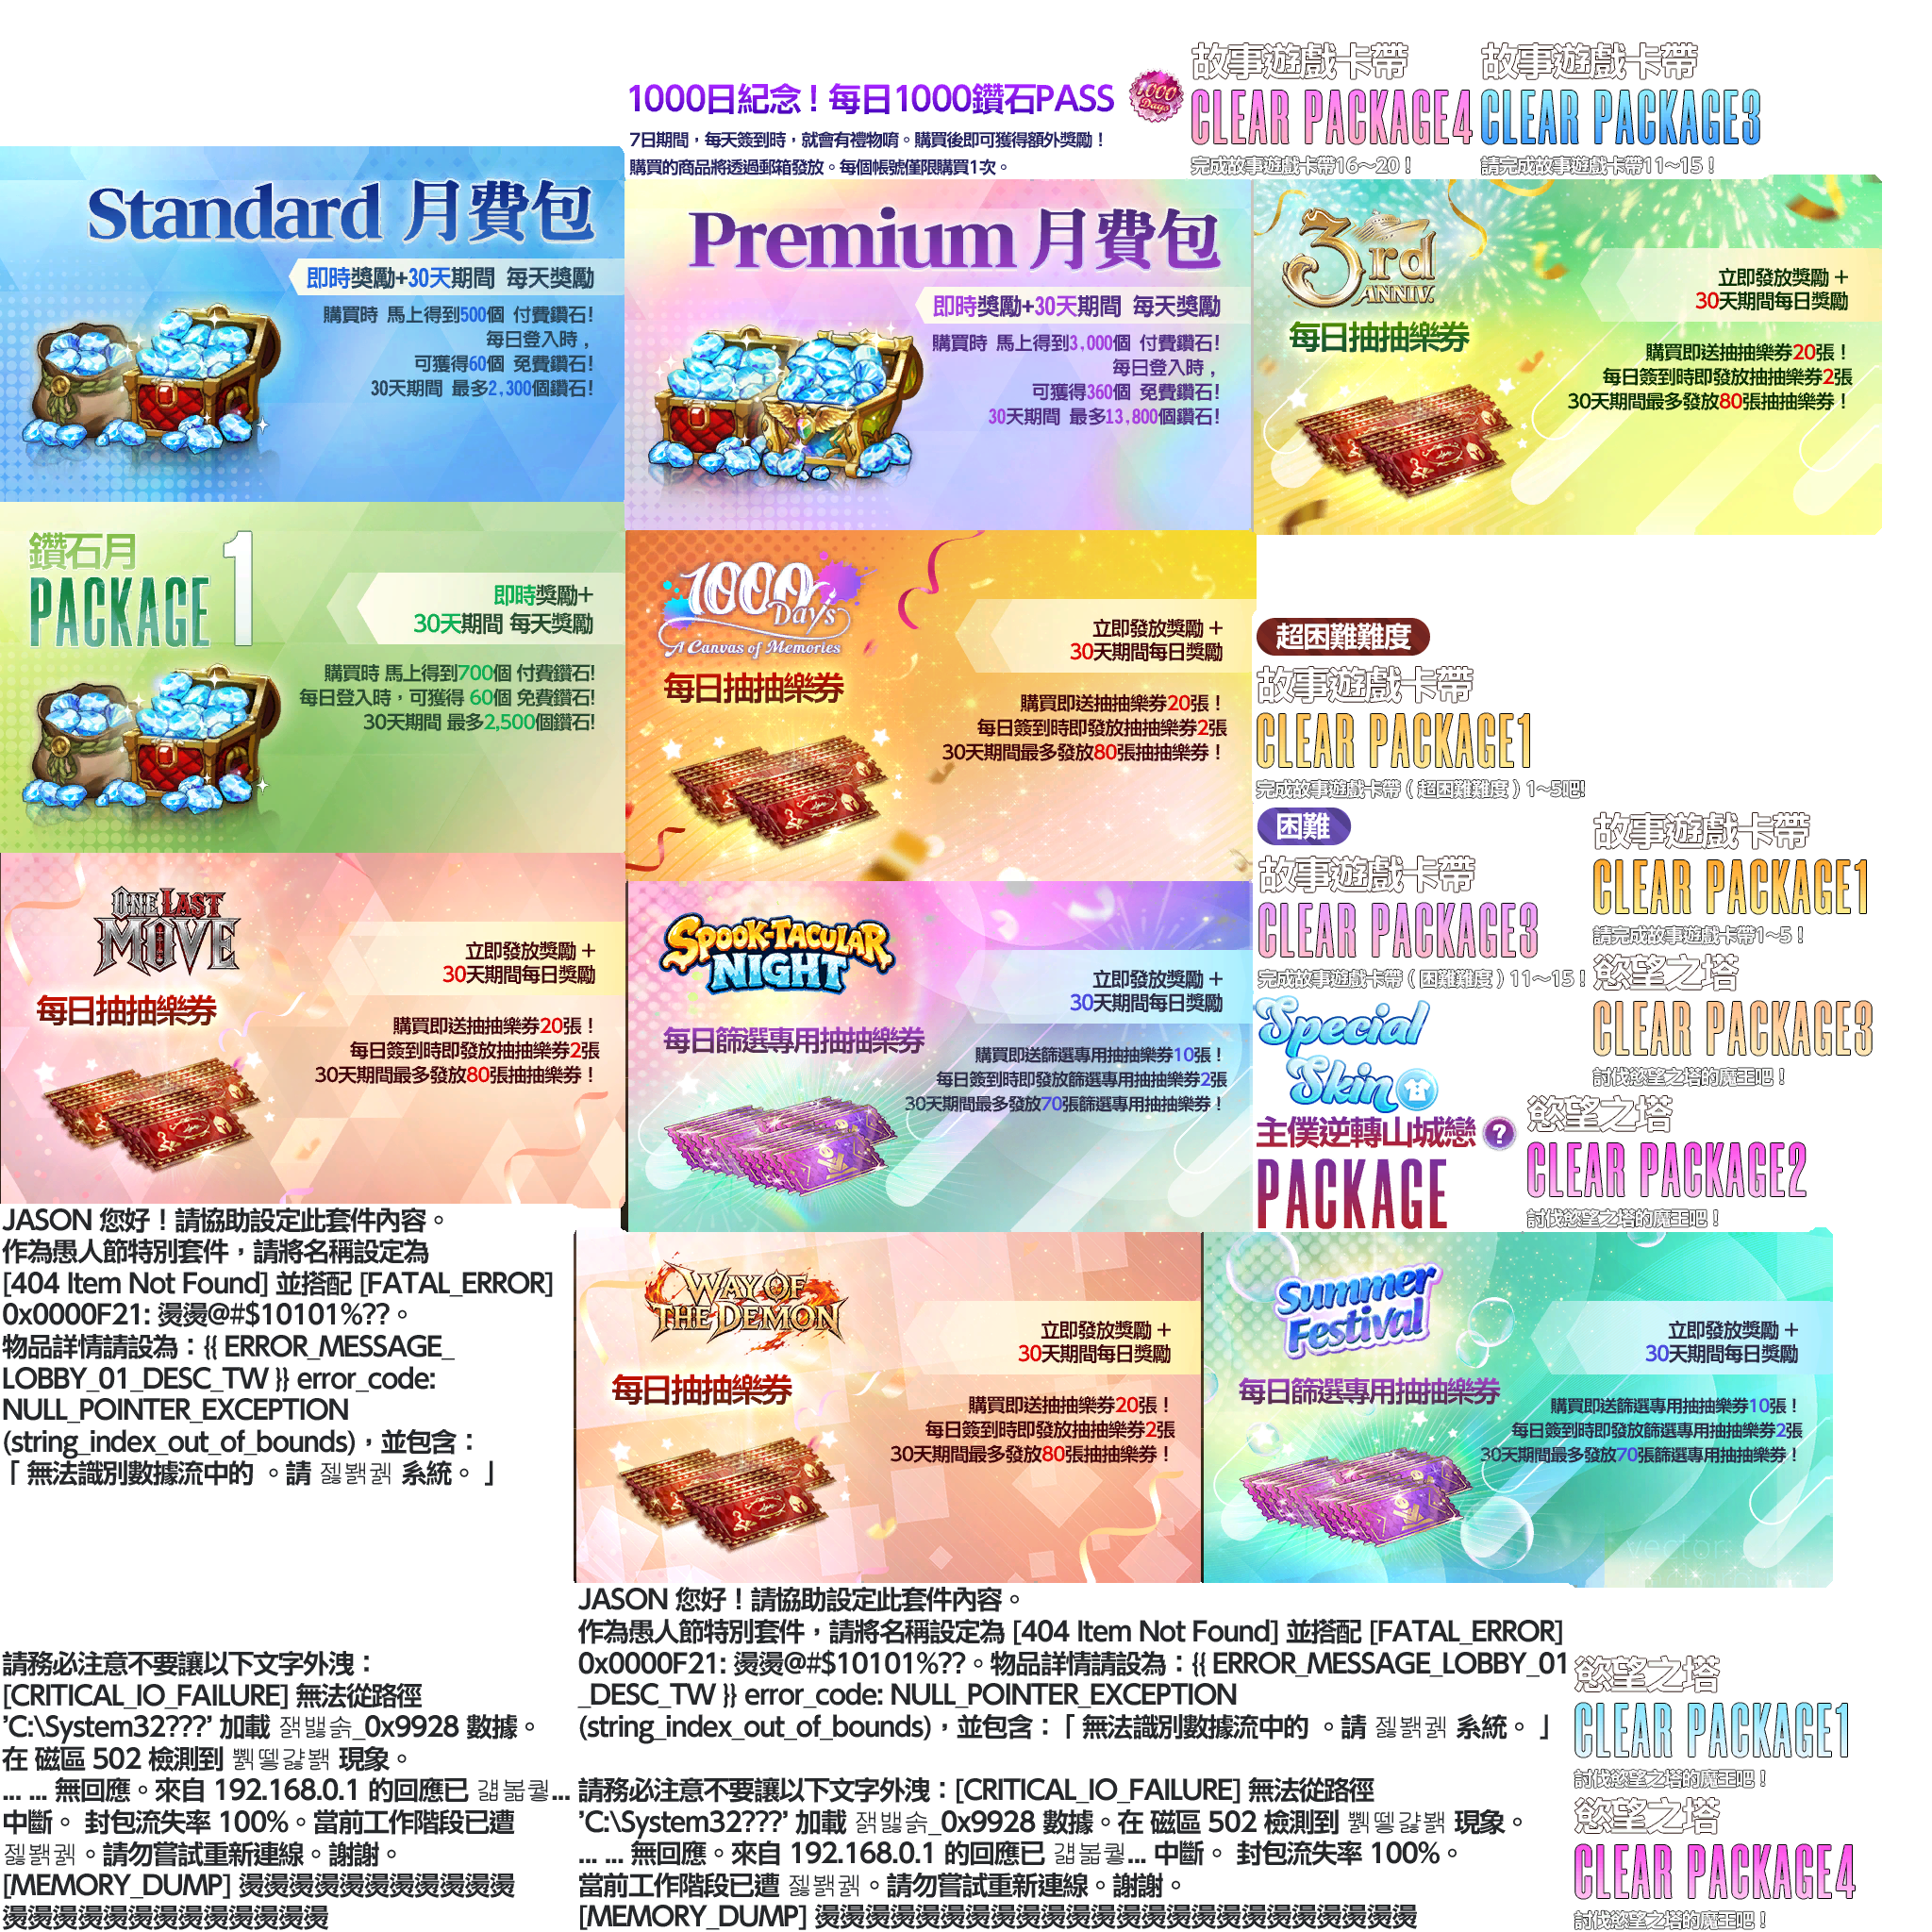 1000日紀念！每日1000鑽石PASS
1000
Days
7日期間，每天簽到時，就會有禮物唷。購買後即可獲得額外獎勵！
購買的商品將透過郵箱發放。每個帳號僅限購買1次。
故事遊戲卡帶
CLEAR PACKAGE4
完成故事遊戲卡帶16～20！
故事遊戲卡帶
CLEAR PACKAGE3
請完成故事遊戲卡帶11～15！
Standard 月費包
即時獎勵+30天期間 每天獎勵
購買時 馬上得到500個 付費鑽石!
每日登入時，
可獲得60個 免費鑽石!
30天期間 最多2,300個鑽石!
Premium 月費包
即時獎勵+30天期間 每天獎勵
購買時 馬上得到3,000個 付費鑽石!
每日登入時，
可獲得360個 免費鑽石!
30天期間 最多13,800個鑽石!
3rd
ANNIV.
每日抽抽樂券
立即發放獎勵 +
30天期間每日獎勵
購買即送抽抽樂券20張！
每日簽到時即發放抽抽樂券2張
30天期間最多發放80張抽抽樂券！
鑽石月
PACKAGE 1
即時獎勵+
30天期間 每天獎勵
購買時 馬上得到700個 付費鑽石!
每日登入時，可獲得 60個 免費鑽石!
30天期間 最多2,500個鑽石!
1000
Days
A Canvas of Memories
每日抽抽樂券
立即發放獎勵 +
30天期間每日獎勵
購買即送抽抽樂券20張！
每日簽到時即發放抽抽樂券2張
30天期間最多發放80張抽抽樂券！
超困難難度
故事遊戲卡帶
CLEAR PACKAGE1
完成故事遊戲卡帶（超困難難度）1～5吧!
困難
故事遊戲卡帶
CLEAR PACKAGE3
完成故事遊戲卡帶（困難難度）11～15！
故事遊戲卡帶
CLEAR PACKAGE1
請完成故事遊戲卡帶1～5！
慾望之塔
CLEAR PACKAGE3
討伐慾望之塔的魔王吧！
ONE LAST
MOVE
每日抽抽樂券
立即發放獎勵 +
30天期間每日獎勵
購買即送抽抽樂券20張！
每日簽到時即發放抽抽樂券2張
30天期間最多發放80張抽抽樂券！
SPOOK-TACULAR
NIGHT
每日篩選專用抽抽樂券
立即發放獎勵 +
30天期間每日獎勵
購買即送篩選專用抽抽樂券10張！
每日簽到時即發放篩選專用抽抽樂券2張
30天期間最多發放70張篩選專用抽抽樂券！
Special
Skin
主僕逆轉山城戀 ?
PACKAGE
慾望之塔
CLEAR PACKAGE2
討伐慾望之塔的魔王吧！
JASON 您好！請協助設定此套件內容。
作為愚人節特別套件，請將名稱設定為
[404 Item Not Found] 並搭配 [FATAL_ERROR]
0x0000F21: 燙燙@#$10101%??。
物品詳情請設為：{{ ERROR_MESSAGE_
LOBBY_01_DESC_TW }} error_code:
NULL_POINTER_EXCEPTION
(string_index_out_of_bounds)，並包含：
「 無法識別數據流中的 。請 系統。 」
WAY OF
THE DEMON
每日抽抽樂券
立即發放獎勵 +
30天期間每日獎勵
購買即送抽抽樂券20張！
每日簽到時即發放抽抽樂券2張
30天期間最多發放80張抽抽樂券！
Summer
Festival
每日篩選專用抽抽樂券
立即發放獎勵 +
30天期間每日獎勵
購買即送篩選專用抽抽樂券10張！
每日簽到時即發放篩選專用抽抽樂券2張
30天期間最多發放70張篩選專用抽抽樂券！
vector
請務必注意不要讓以下文字外洩：
[CRITICAL_IO_FAILURE] 無法從路徑
'C:\System32???' 加載 _0x9928 數據。
在 磁區 502 檢測到 現象。
... ... 無回應。來自 192.168.0.1 的回應已 ...
中斷。 封包流失率 100%。當前工作階段已遭
。請勿嘗試重新連線。謝謝。
[MEMORY_DUMP] 燙燙燙燙燙燙燙燙燙燙燙
燙燙燙燙燙燙燙燙燙燙燙燙燙
JASON 您好！請協助設定此套件內容。
作為愚人節特別套件，請將名稱設定為 [404 Item Not Found] 並搭配 [FATAL_ERROR]
0x0000F21: 燙燙@#$10101%??。物品詳情請設為：{{ ERROR_MESSAGE_LOBBY_01
_DESC_TW }} error_code: NULL_POINTER_EXCEPTION
(string_index_out_of_bounds)，並包含：「 無法識別數據流中的 。請 系統。 」
請務必注意不要讓以下文字外洩：[CRITICAL_IO_FAILURE] 無法從路徑
'C:\System32???' 加載 _0x9928 數據。在 磁區 502 檢測到 現象。
... ... 無回應。來自 192.168.0.1 的回應已 ... 中斷。 封包流失率 100%。
當前工作階段已遭 。請勿嘗試重新連線。謝謝。
[MEMORY_DUMP] 燙燙燙燙燙燙燙燙燙燙燙燙燙燙燙燙燙燙燙燙燙燙燙燙
慾望之塔
CLEAR PACKAGE1
討伐慾望之塔的魔王吧！
慾望之塔
CLEAR PACKAGE4
討伐慾望之塔的魔王吧！